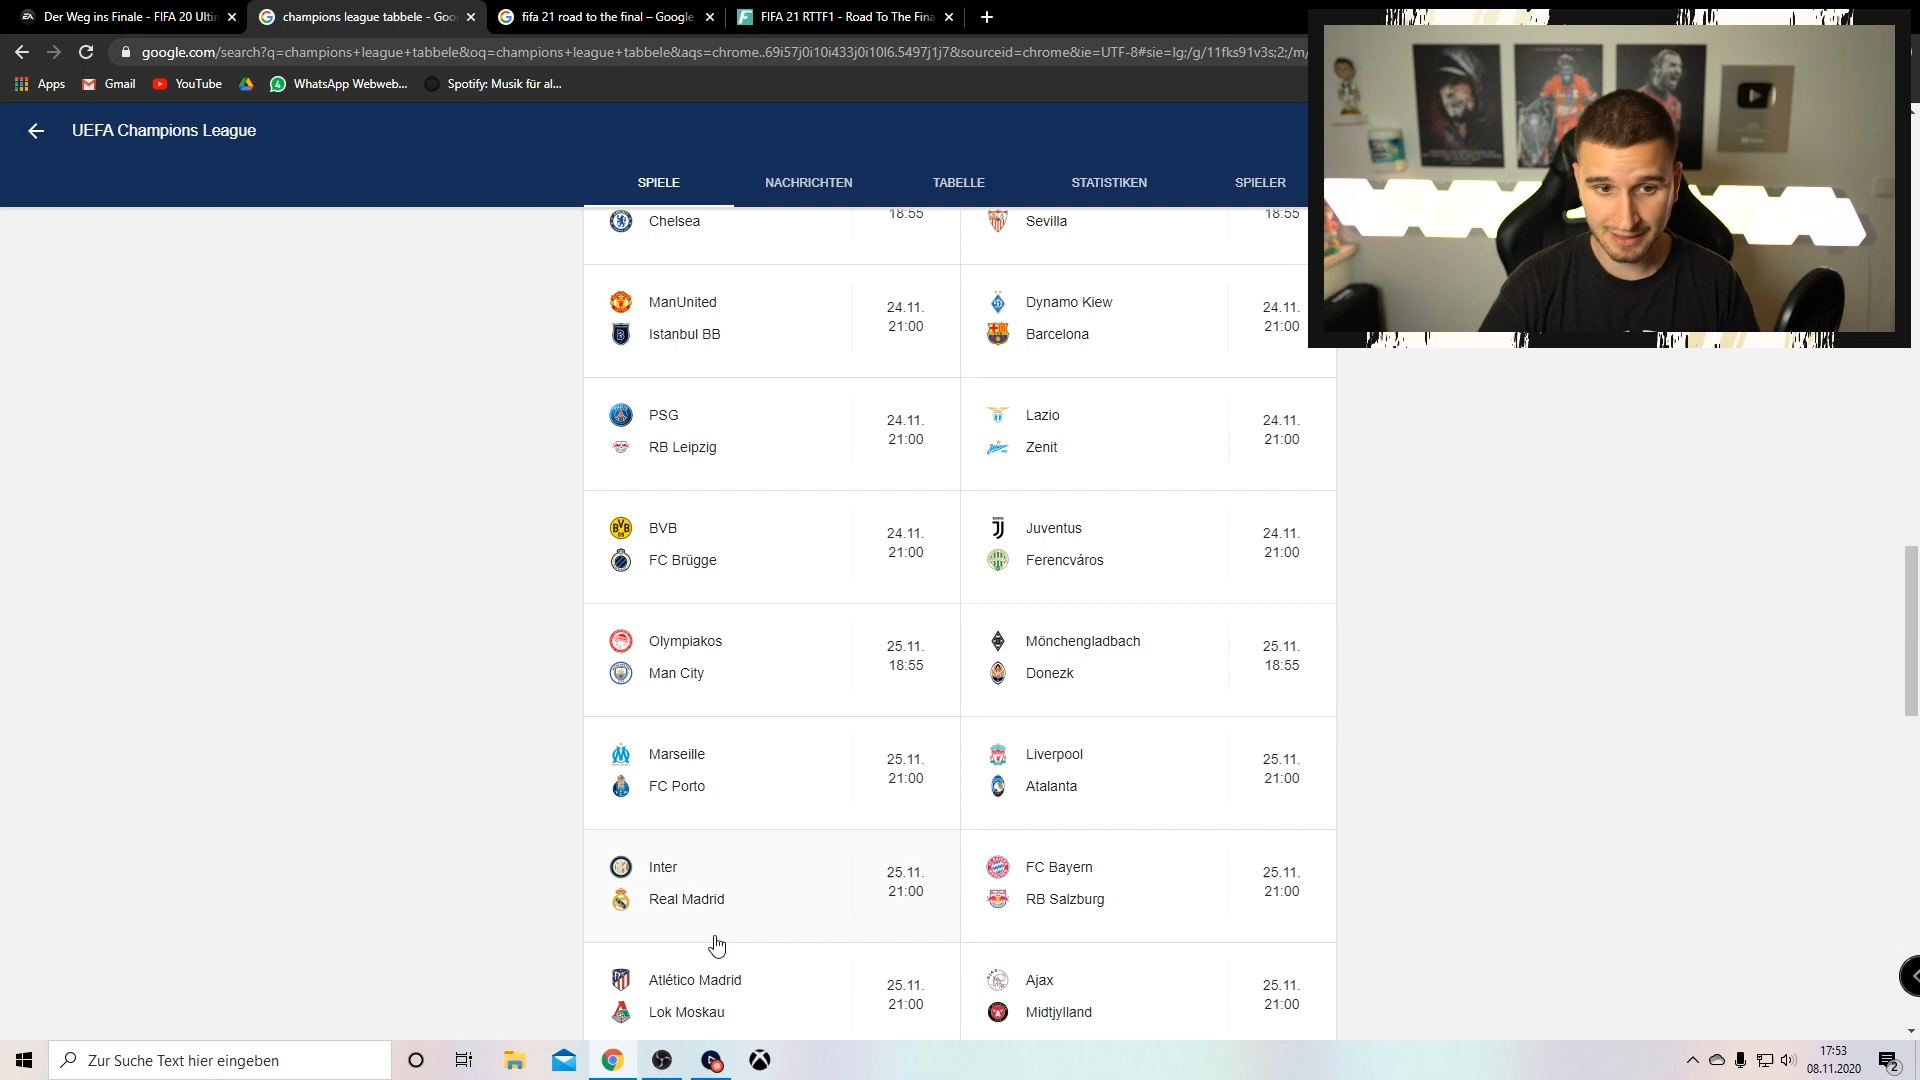 Der Weg ins Finale - FIFA 20 Ultin
champions league tabbele - Goo
fifa 21 road to the final – Google
FIFA 21 RTTF1 - Road To The Fina
google.com/search?q=champions+league+tabbele&oq=champions+league+tabbele&aqs=chrome..69i57j0i10i433j0i10l6.5497j1j7&sourceid=chrome&ie=UTF-8#sie=lg;/g/11fks91v3s;2;/m/
Apps
Gmail
YouTube
WhatsApp Webweb...
Spotify: Musik für al...
UEFA Champions League
SPIELE
NACHRICHTEN
TABELLE
STATISTIKEN
SPIELER
Chelsea
18:55
Sevilla
18:55
ManUnited
Istanbul BB
24.11.
21:00
Dynamo Kiew
Barcelona
24.11.
21:00
PSG
RB Leipzig
24.11.
21:00
Lazio
Zenit
24.11.
21:00
BVB
FC Brügge
24.11.
21:00
Juventus
Ferencváros
24.11.
21:00
Olympiakos
Man City
25.11.
18:55
Mönchengladbach
Donezk
25.11.
18:55
Marseille
FC Porto
25.11.
21:00
Liverpool
Atalanta
25.11.
21:00
Inter
Real Madrid
25.11.
21:00
FC Bayern
RB Salzburg
25.11.
21:00
Atlético Madrid
Lok Moskau
25.11.
21:00
Ajax
Midtjylland
25.11.
21:00
Zur Suche Text hier eingeben
17:53
08.11.2020
2